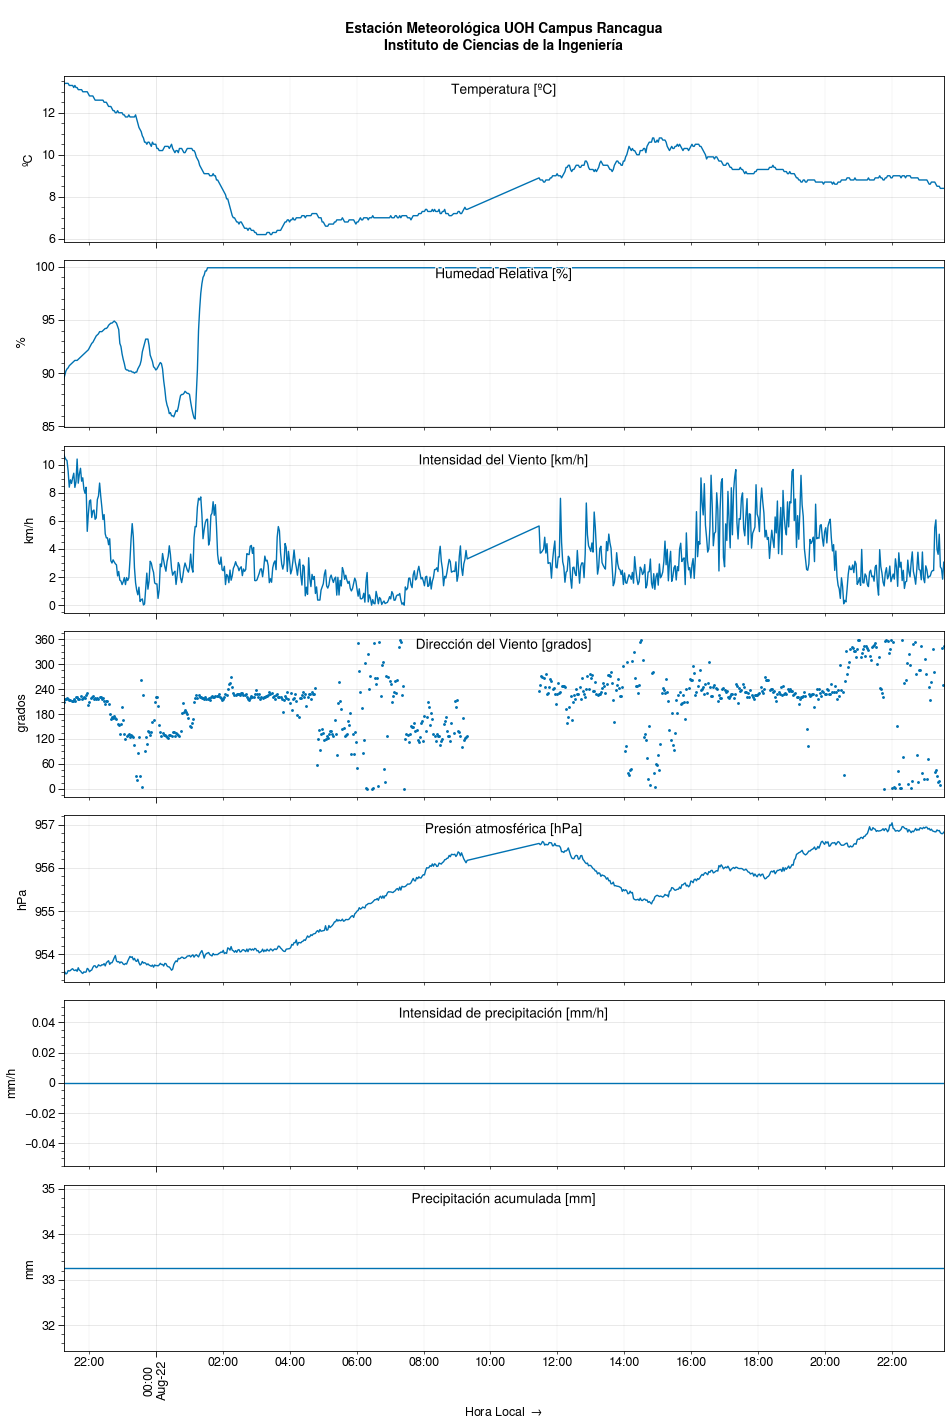 Estación Meteorológica UOH Campus Rancagua
Instituto de Ciencias de la Ingeniería
Temperatura [ºC]
12
10
8
6
ºC
Humedad Relativa [%]
100
95
90
85
%
Intensidad del Viento [km/h]
10
8
6
4
2
0
km/h
Dirección del Viento [grados]
360
300
240
180
120
60
0
grados
Presión atmosférica [hPa]
957
956
955
954
hPa
Intensidad de precipitación [mm/h]
0.04
0.02
0
−0.02
−0.04
mm/h
Precipitación acumulada [mm]
35
34
33
32
mm
22:00
00:00
Aug-22
02:00
04:00
06:00
08:00
10:00
12:00
14:00
16:00
18:00
20:00
22:00
Hora Local →